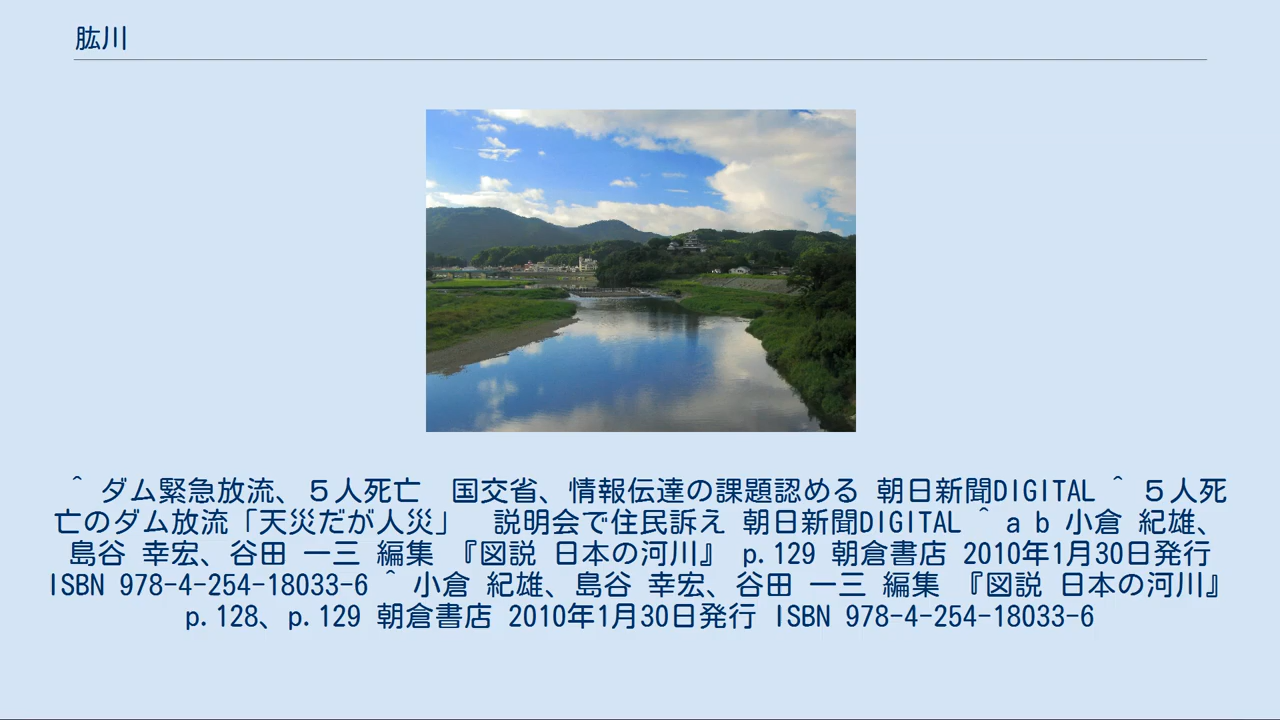 肱川
^ ダム緊急放流、５人死亡　国交省、情報伝達の課題認める 朝日新聞DIGITAL ^ ５人死
亡のダム放流「天災だが人災」　説明会で住民訴え 朝日新聞DIGITAL ^ a b 小倉 紀雄、
島谷 幸宏、谷田 一三 編集 『図説 日本の河川』 p.129 朝倉書店 2010年1月30日発行
ISBN 978-4-254-18033-6 ^ 小倉 紀雄、島谷 幸宏、谷田 一三 編集 『図説 日本の河川』
p.128、p.129 朝倉書店 2010年1月30日発行 ISBN 978-4-254-18033-6